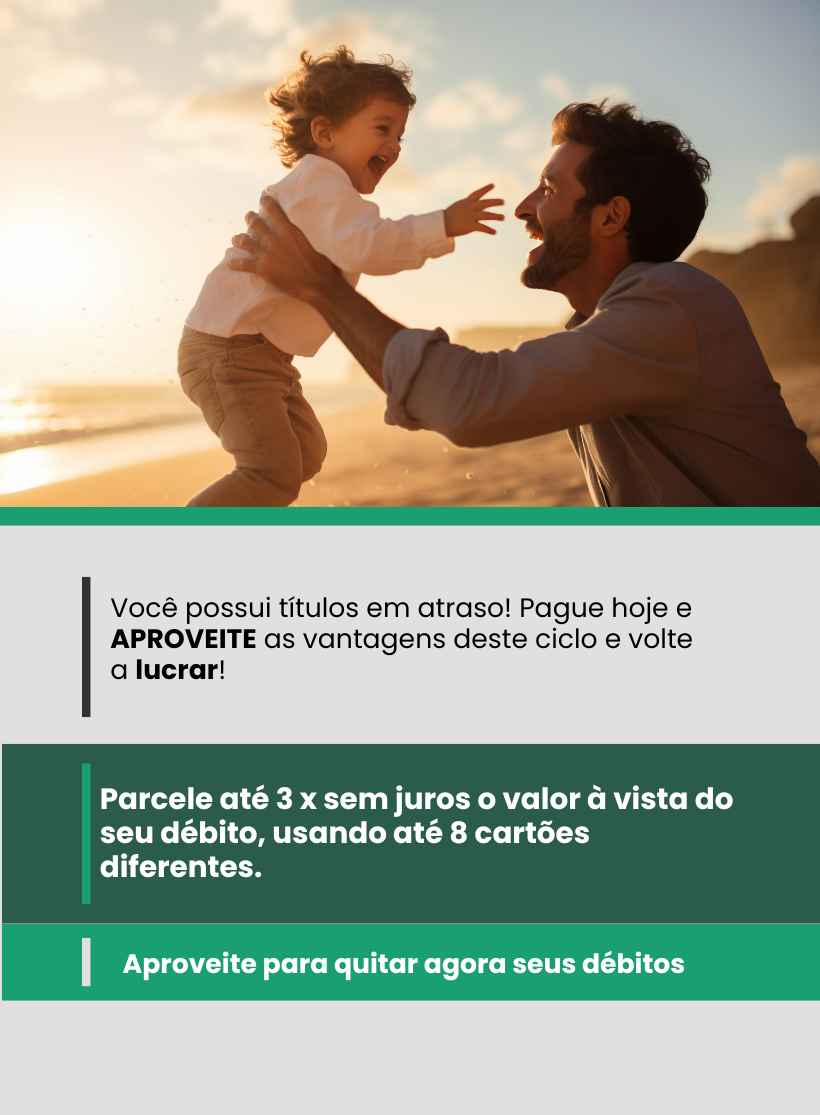 Você possui títulos em atraso! Pague hoje e
APROVEITE as vantagens deste ciclo e volte
a lucrar!
Parcele até 3 x sem juros o valor à vista do
seu débito, usando até 8 cartões
diferentes.
Aproveite para quitar agora seus débitos